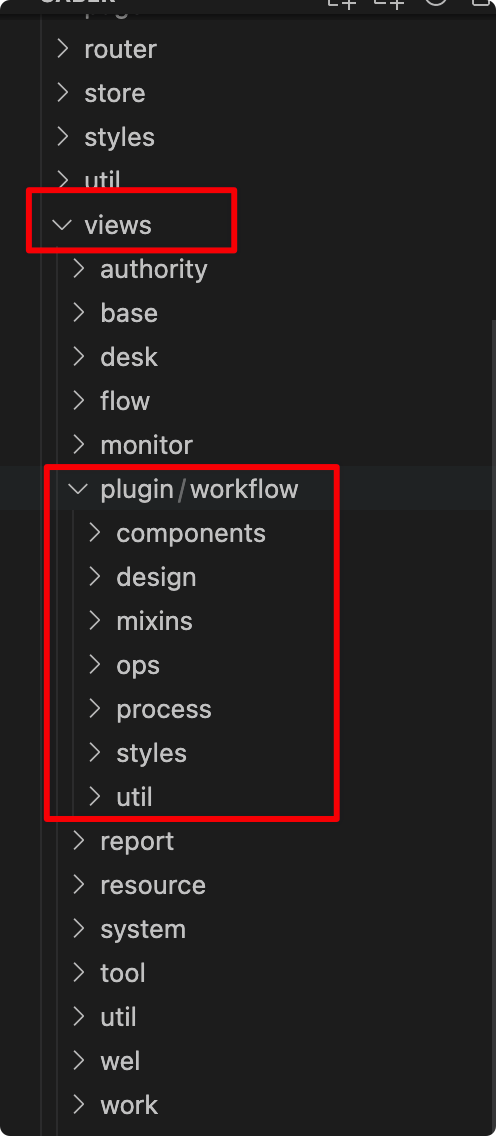 router
store
styles
util
views
authority
base
desk
flow
monitor
plugin/workflow
components
design
mixins
ops
process
styles
util
report
resource
system
tool
util
wel
work